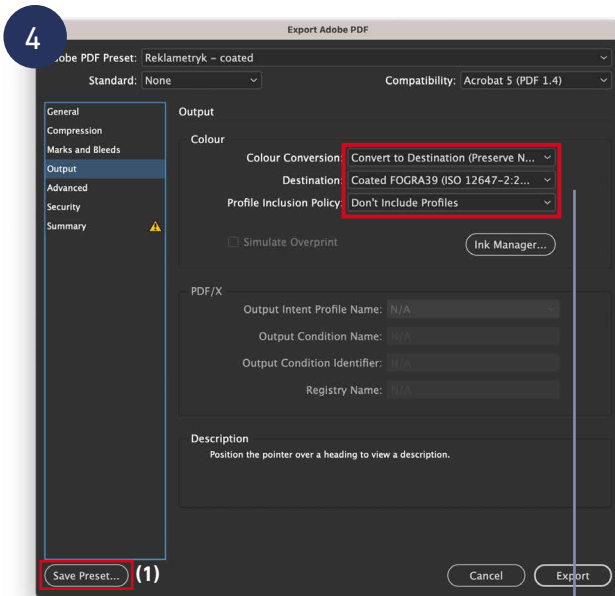 4
Export Adobe PDF
dobe PDF Preset: Reklametryk – coated
Standard: None Compatibility: Acrobat 5 (PDF 1.4)
General
Compression
Marks and Bleeds
Output
Advanced
Security
Summary
Output
Colour
Colour Conversion: Convert to Destination (Preserve N...
Destination: Coated FOGRA39 (ISO 12647-2:2...
Profile Inclusion Policy: Don't Include Profiles
Simulate Overprint Ink Manager...
PDF/X
Output Intent Profile Name: N/A
Output Condition Name: N/A
Output Condition Identifier: N/A
Registry Name: N/A
Description
Position the pointer over a heading to view a description.
Save Preset... (1) Cancel Export